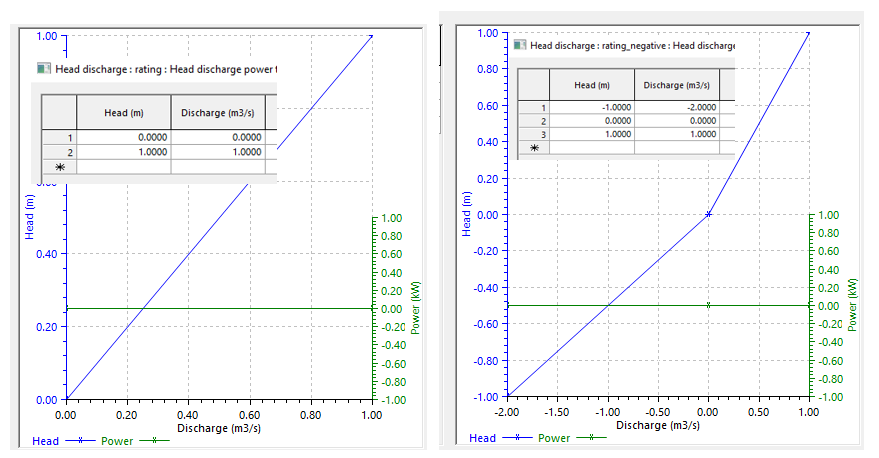 1.00
Head discharge : rating : Head discharge power t
Head (m) Discharge (m3/s)
1 0.0000 0.0000
2 1.0000 1.0000
0.40
0.20
0.00
Head (m)
1.00
0.80
0.60
0.40
0.20
0.00
-0.20
-0.40
-0.60
-0.80
-1.00
Power (kW)
0.00 0.20 0.40 0.60 0.80 1.00
Discharge (m3/s)
Head Power
1.00
0.80
0.60
0.40
0.20
0.00
-0.20
-0.40
-0.60
-0.80
-1.00
Head (m)
Head discharge : rating_negative : Head discharge
Head (m) Discharge (m3/s)
1 -1.0000 -2.0000
2 0.0000 0.0000
3 1.0000 1.0000
1.00
0.80
0.60
0.40
0.20
0.00
-0.20
-0.40
-0.60
-0.80
-1.00
Power (kW)
-2.00 -1.50 -1.00 -0.50 0.00 0.50 1.00
Discharge (m3/s)
Head Power